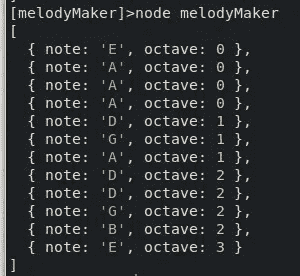 [melodyMaker]>node melodyMaker
[
  { note: 'E', octave: 0 },
  { note: 'A', octave: 0 },
  { note: 'A', octave: 0 },
  { note: 'A', octave: 0 },
  { note: 'D', octave: 1 },
  { note: 'G', octave: 1 },
  { note: 'A', octave: 1 },
  { note: 'D', octave: 2 },
  { note: 'D', octave: 2 },
  { note: 'G', octave: 2 },
  { note: 'B', octave: 2 },
  { note: 'E', octave: 3 }
]